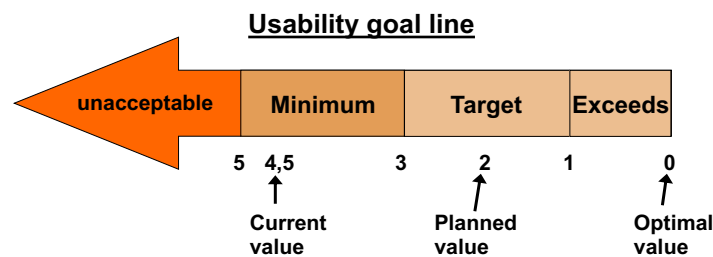 Usability goal line
unacceptable Minimum Target Exceeds
5 4,5 3 2 1 0
Current value
Planned value
Optimal value